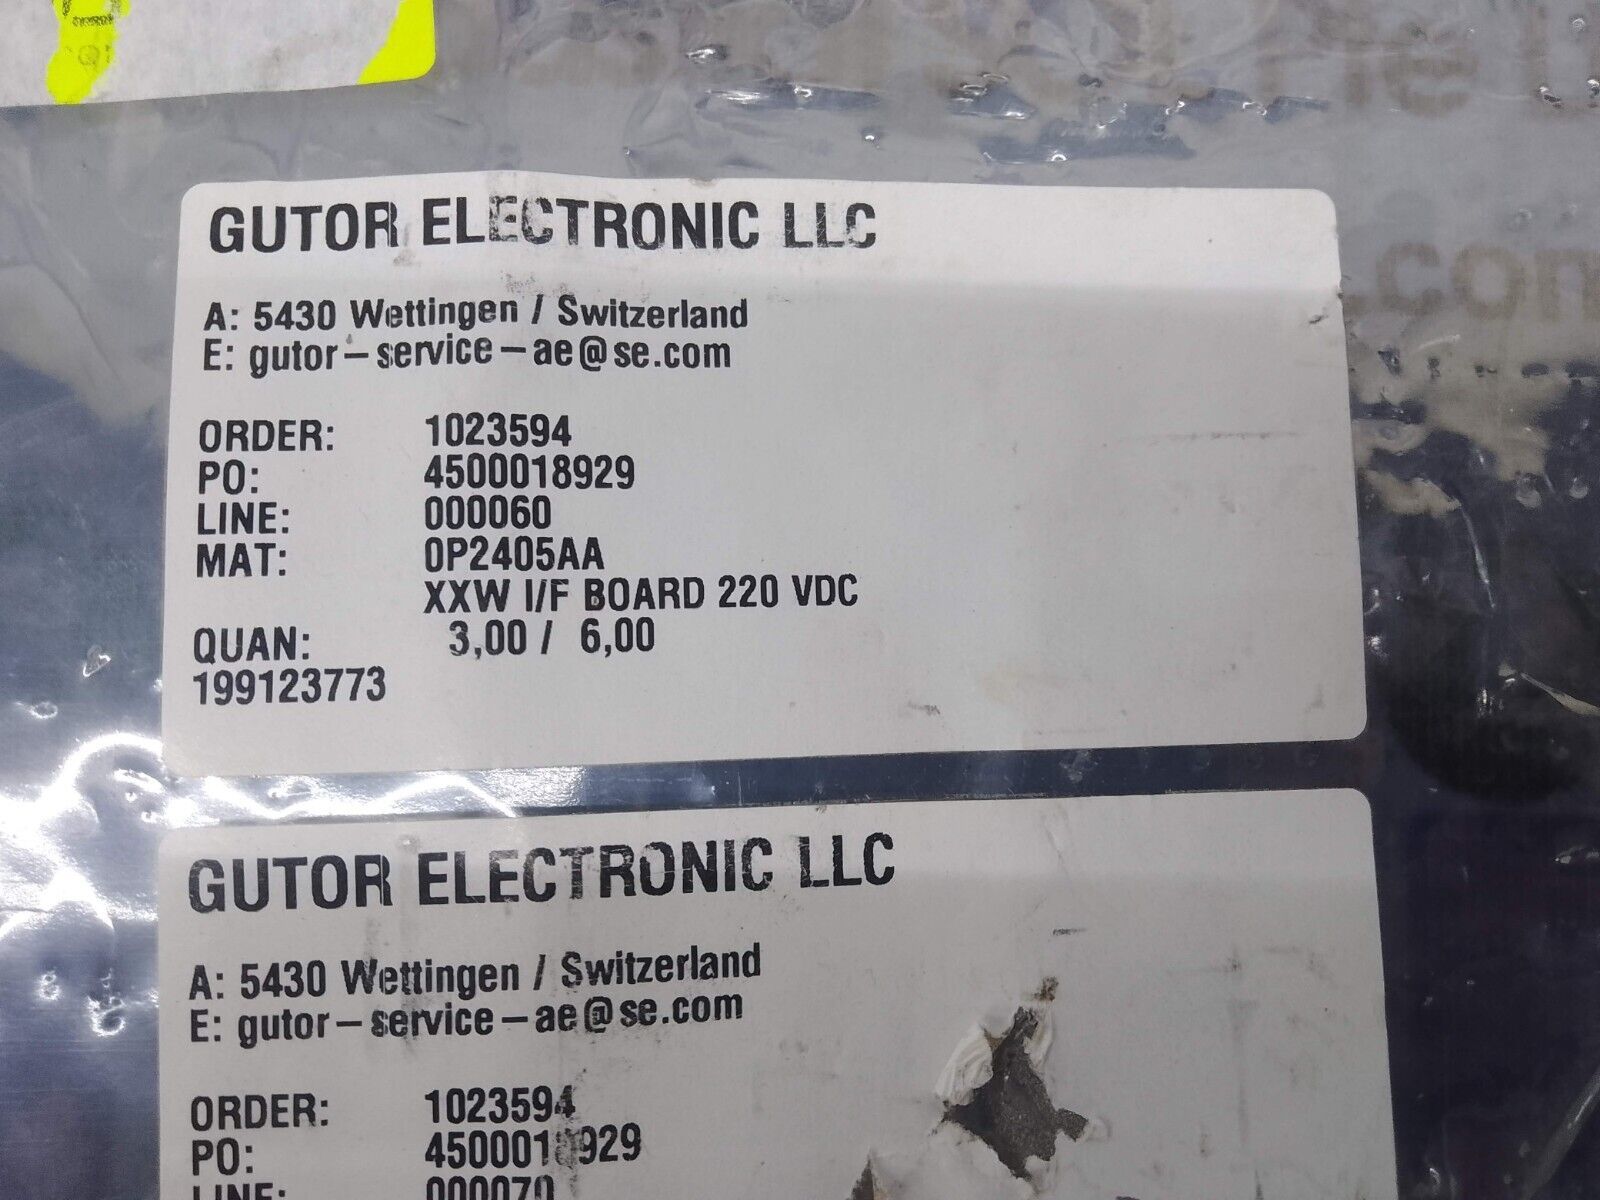 GUTOR ELECTRONIC LLC
A: 5430 Wettingen / Switzerland
E: gutor-service-ae@se.com
ORDER: 1023594
PO: 4500018929
LINE: 000060
MAT: 0P2405AA
XXW I/F BOARD 220 VDC
QUAN: 3,00 / 6,00
199123773
GUTOR ELECTRONIC LLC
A: 5430 Wettingen / Switzerland
E: gutor-service-ae@se.com
ORDER: 1023594
PO: 4500018929
LINE: 000070